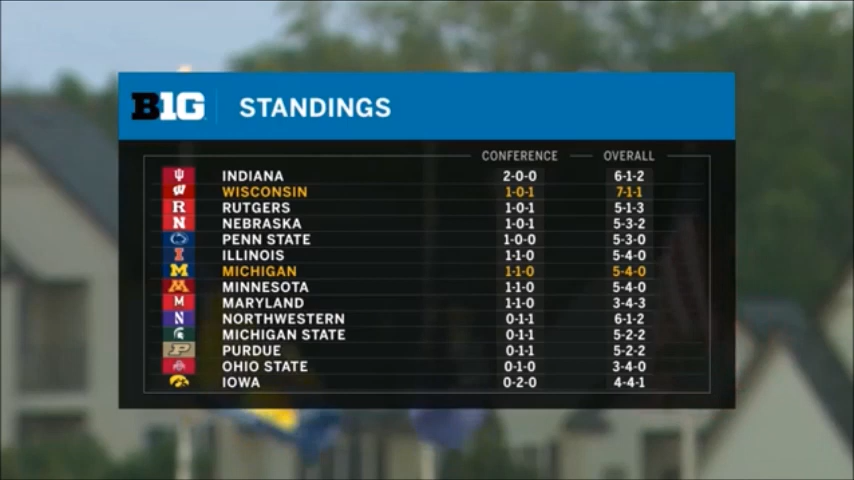 B1G STANDINGS
CONFERENCE OVERALL
INDIANA 2-0-0 6-1-2
WISCONSIN 1-0-1 7-1-1
R RUTGERS 1-0-1 5-1-3
N NEBRASKA 1-0-1 5-3-2
PENN STATE 1-0-0 5-3-0
I ILLINOIS 1-1-0 5-4-0
M MICHIGAN 1-1-0 5-4-0
M MINNESOTA 1-1-0 5-4-0
M MARYLAND 1-1-0 3-4-3
N NORTHWESTERN 0-1-1 6-1-2
MICHIGAN STATE 0-1-1 5-2-2
P PURDUE 0-1-1 5-2-2
OHIO STATE 0-1-0 3-4-0
IOWA 0-2-0 4-4-1